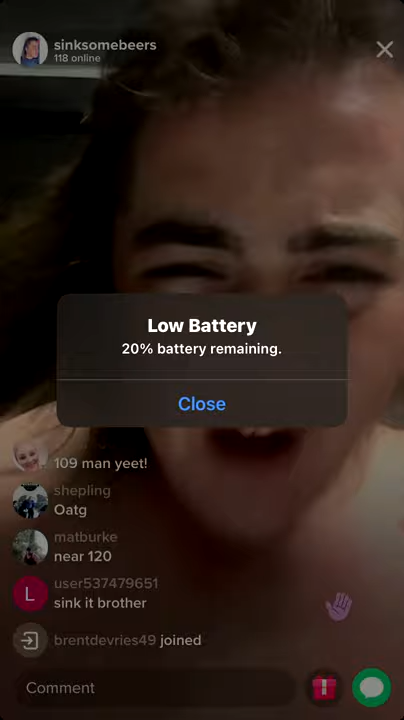 sinksomebeers
118 online
Low Battery
20% battery remaining.
Close
109 man yeet!
shepling
Oatg
matburke
near 120
L
user537479651
sink it brother
brentdevries49 joined
Comment